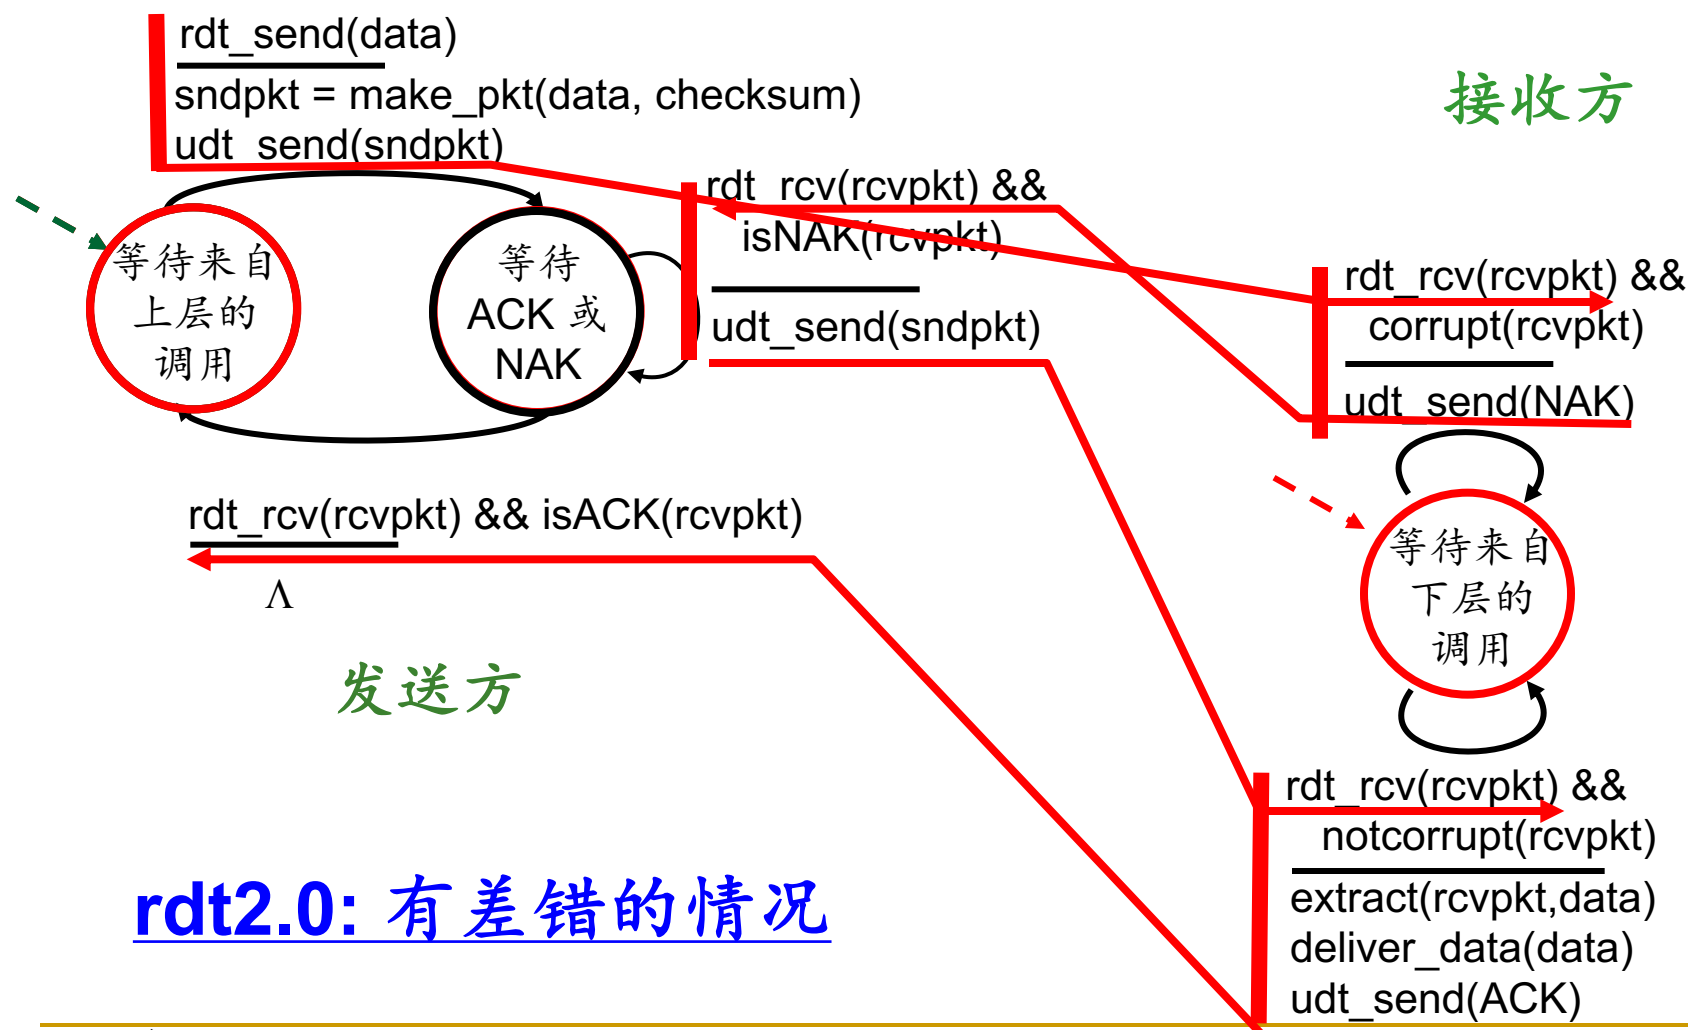 rdt_send(data)
sndpkt = make_pkt(data, checksum)
udt_send(sndpkt)
接收方
rdt_rcv(rcvpkt) &&
isNAK(rcvpkt)
udt_send(sndpkt)
等待来自
上层的
调用
等待
ACK 或
NAK
rdt_rcv(rcvpkt) &&
corrupt(rcvpkt)
udt_send(NAK)
rdt_rcv(rcvpkt) && isACK(rcvpkt)
Λ
等待来自
下层的
调用
发送方
rdt_rcv(rcvpkt) &&
notcorrupt(rcvpkt)
extract(rcvpkt,data)
deliver_data(data)
udt_send(ACK)
rdt2.0: 有差错的情况